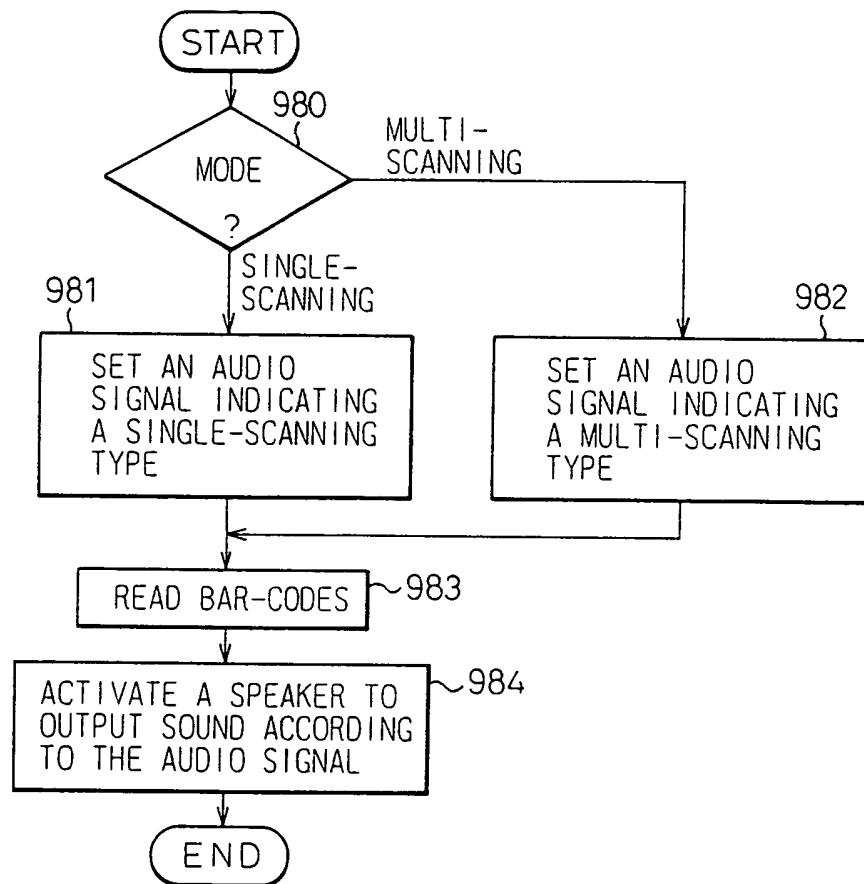 START
980
MODE
?
MULTI-
SCANNING
SINGLE-
SCANNING
981
SET AN AUDIO
SIGNAL INDICATING
A SINGLE-SCANNING
TYPE
982
SET AN AUDIO
SIGNAL INDICATING
A MULTI-SCANNING
TYPE
READ BAR-CODES
983
ACTIVATE A SPEAKER TO
OUTPUT SOUND ACCORDING
TO THE AUDIO SIGNAL
984
END